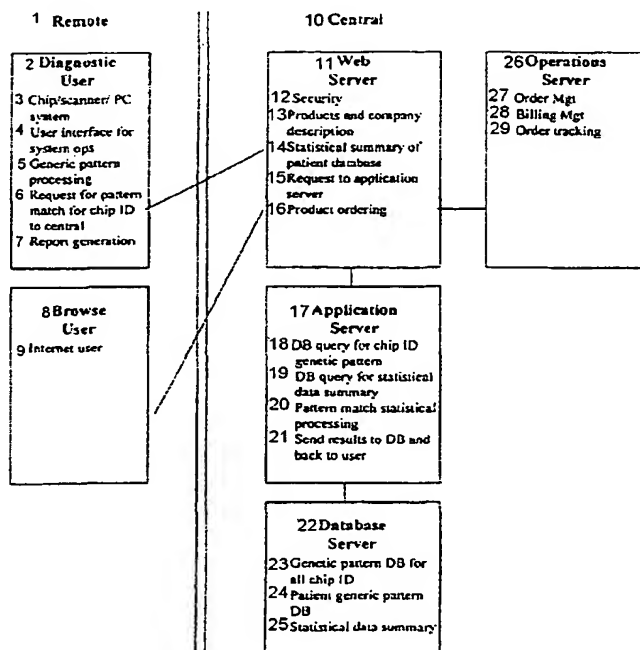 1 Remote
10 Central
2 Diagnostic
User
3 Chip/scanner/ PC
system
4 User interface for
system ops
5 Generic pattern
processing
6 Request for pattern
match for chip ID
to central
7 Report generation
8 Browse
User
9 Internet user
11 Web
Server
12 Security
13 Products and company
description
14 Statistical summary of
patient database
15 Request to application
server
16 Product ordering
26 Operations
Server
27 Order Mgt
28 Billing Mgt
29 Order tracking
17 Application
Server
18 DB query for chip ID
genetic pattern
19 DB query for statistical
data summary
20 Pattern match statistical
processing
21 Send results to DB and
back to user
22 Database
Server
23 Genetic pattern DB for
all chip ID
24 Patient generic pattern
DB
25 Statistical data summary